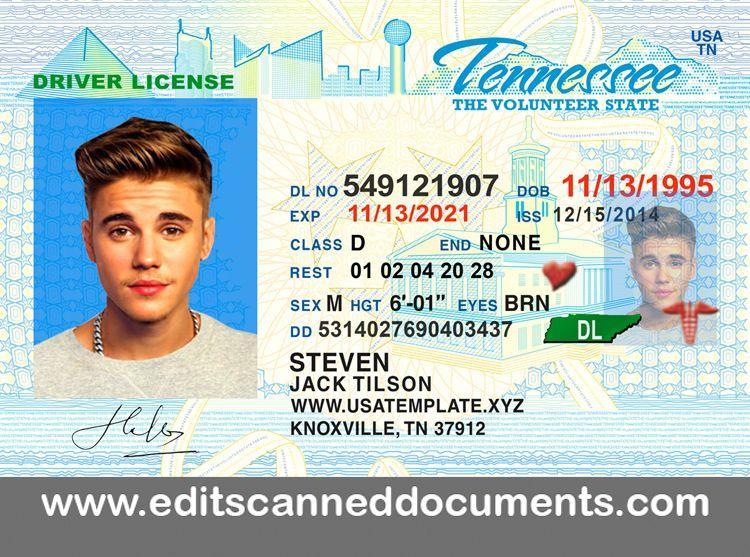 USA
TN
DRIVER LICENSE
Tennessee
THE VOLUNTEER STATE
DL NO 549121907 DOB 11/13/1995
EXP 11/13/2021 ISS 12/15/2014
CLASS D END NONE
REST 01 02 04 20 28
SEX M HGT 6'-01" EYES BRN
DD 5314027690403437
DL
STEVEN
JACK TILSON
WWW.USATEMPLATE.XYZ
KNOXVILLE, TN 37912
www.editscanneddocuments.com